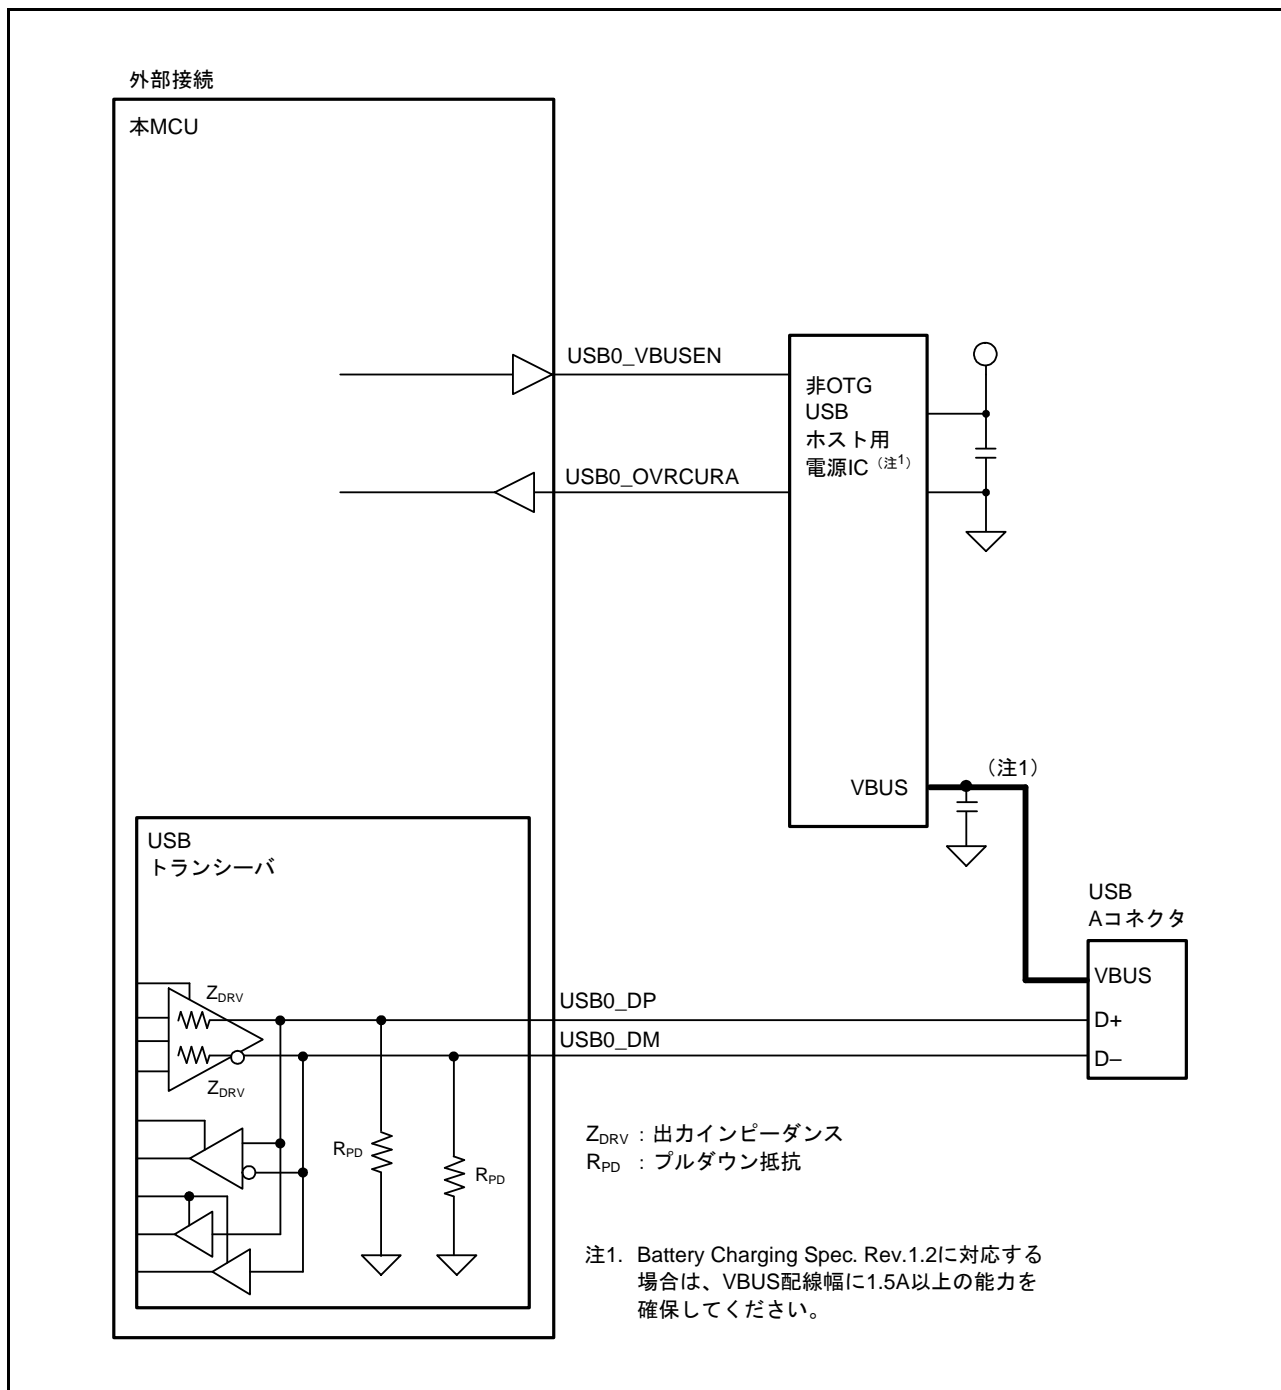 外部接続
本MCU
USB0_VBUSEN
非OTG
USB
ホスト用
電源IC（注1）
USB0_OVRCURA
VBUS
（注1）
USB
トランシーバ
USB
Aコネクタ
VBUS
D+
D–
ZDRV
ZDRV
USB0_DP
USB0_DM
RPD
RPD
ZDRV ：出力インピーダンス
RPD ：プルダウン抵抗
注1. Battery Charging Spec. Rev.1.2に対応する
場合は、VBUS配線幅に1.5A以上の能力を
確保してください。